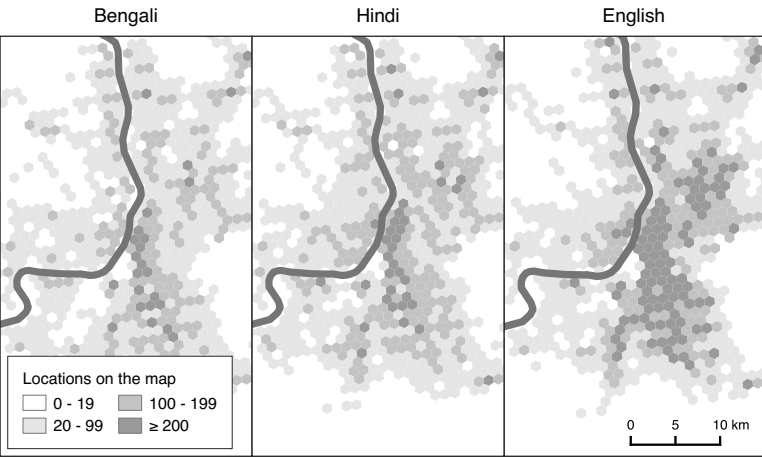 Bengali
Hindi
English
Locations on the map
0 - 19
100 - 199
20 - 99
≥ 200
0 5 10 km